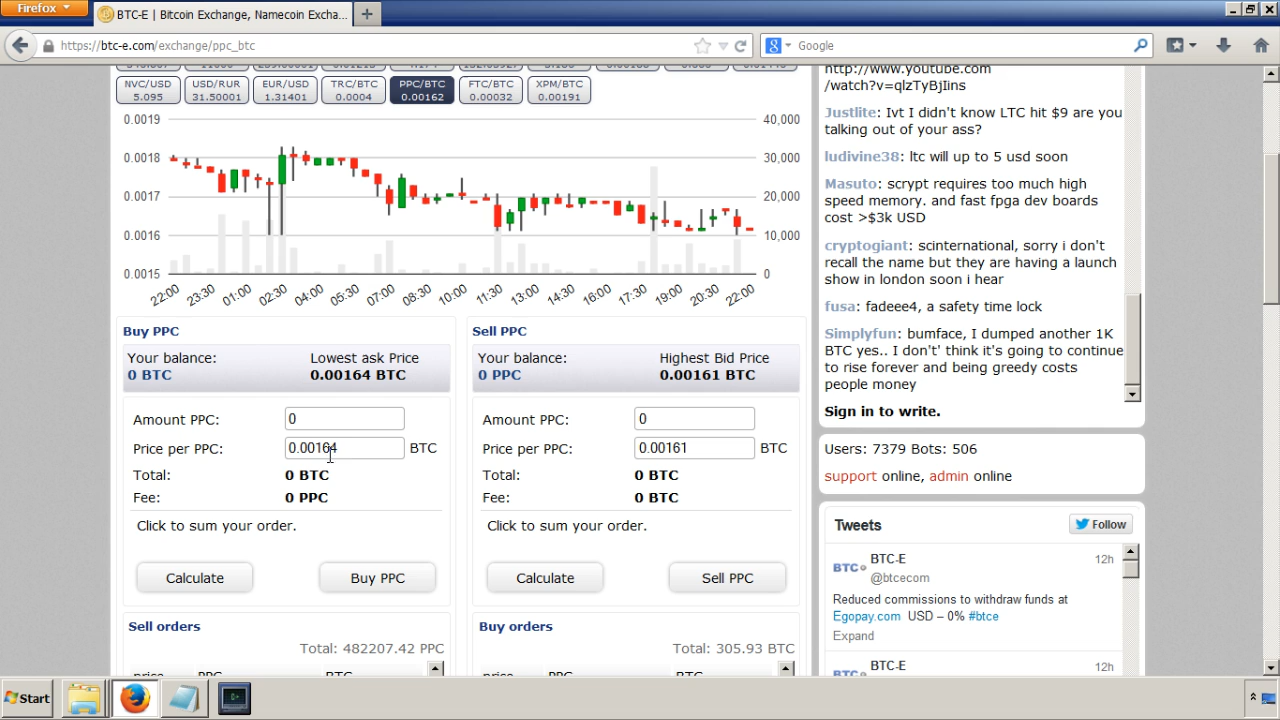 Firefox
BTC-E | Bitcoin Exchange, Namecoin Excha...
https://btc-e.com/exchange/ppc_btc
Google
NVC/USD
5.095
USD/RUR
31.50001
EUR/USD
1.31401
TRC/BTC
0.0004
PPC/BTC
0.00162
FTC/BTC
0.00032
XPM/BTC
0.00191
0.0019
0.0018
0.0017
0.0016
0.0015
40,000
30,000
20,000
10,000
0
22:00
23:30
01:00
02:30
04:00
05:30
07:00
08:30
10:00
11:30
13:00
14:30
16:00
17:30
19:00
20:30
22:00
Buy PPC
Your balance:
0 BTC
Lowest ask Price
0.00164 BTC
Amount PPC:
0
Price per PPC:
0.00164
BTC
Total:
0 BTC
Fee:
0 PPC
Click to sum your order.
Calculate
Buy PPC
Sell PPC
Your balance:
0 PPC
Highest Bid Price
0.00161 BTC
Amount PPC:
0
Price per PPC:
0.00161
BTC
Total:
0 BTC
Fee:
0 BTC
Click to sum your order.
Calculate
Sell PPC
Sell orders
Total: 482207.42 PPC
price PPC BTC
Buy orders
Total: 305.93 BTC
price PPC BTC
http://www.youtube.com
/watch?v=qlzTyBjIins
Justlite: Ivt I didn't know LTC hit $9 are you
talking out of your ass?
ludivine38: ltc will up to 5 usd soon
Masuto: scrypt requires too much high
speed memory. and fast fpga dev boards
cost >$3k USD
cryptogiant: scinternational, sorry i don't
recall the name but they are having a launch
show in london soon i hear
fusa: fadeee4, a safety time lock
Simplyfun: bumface, I dumped another 1K
BTC yes.. I don't' think it's going to continue
to rise forever and being greedy costs
people money
Sign in to write.
Users: 7379 Bots: 506
support online, admin online
Tweets
Follow
BTC-E
12h
@btcecom
Reduced commissions to withdraw funds at
Egopay.com USD – 0% #btce
Expand
BTC-E
12h
Start